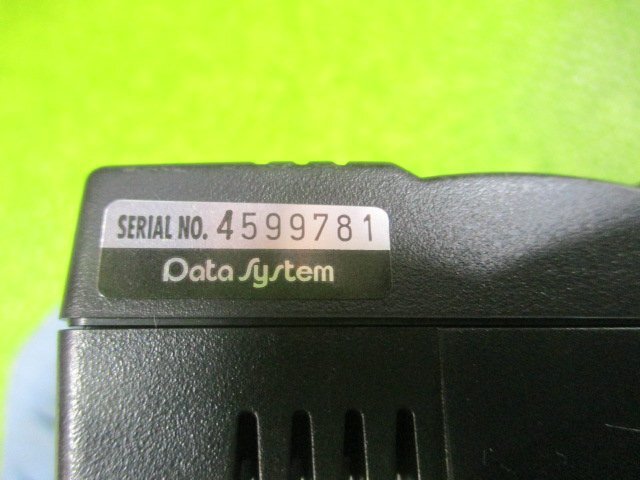 SERIAL NO. 4599781
Data System